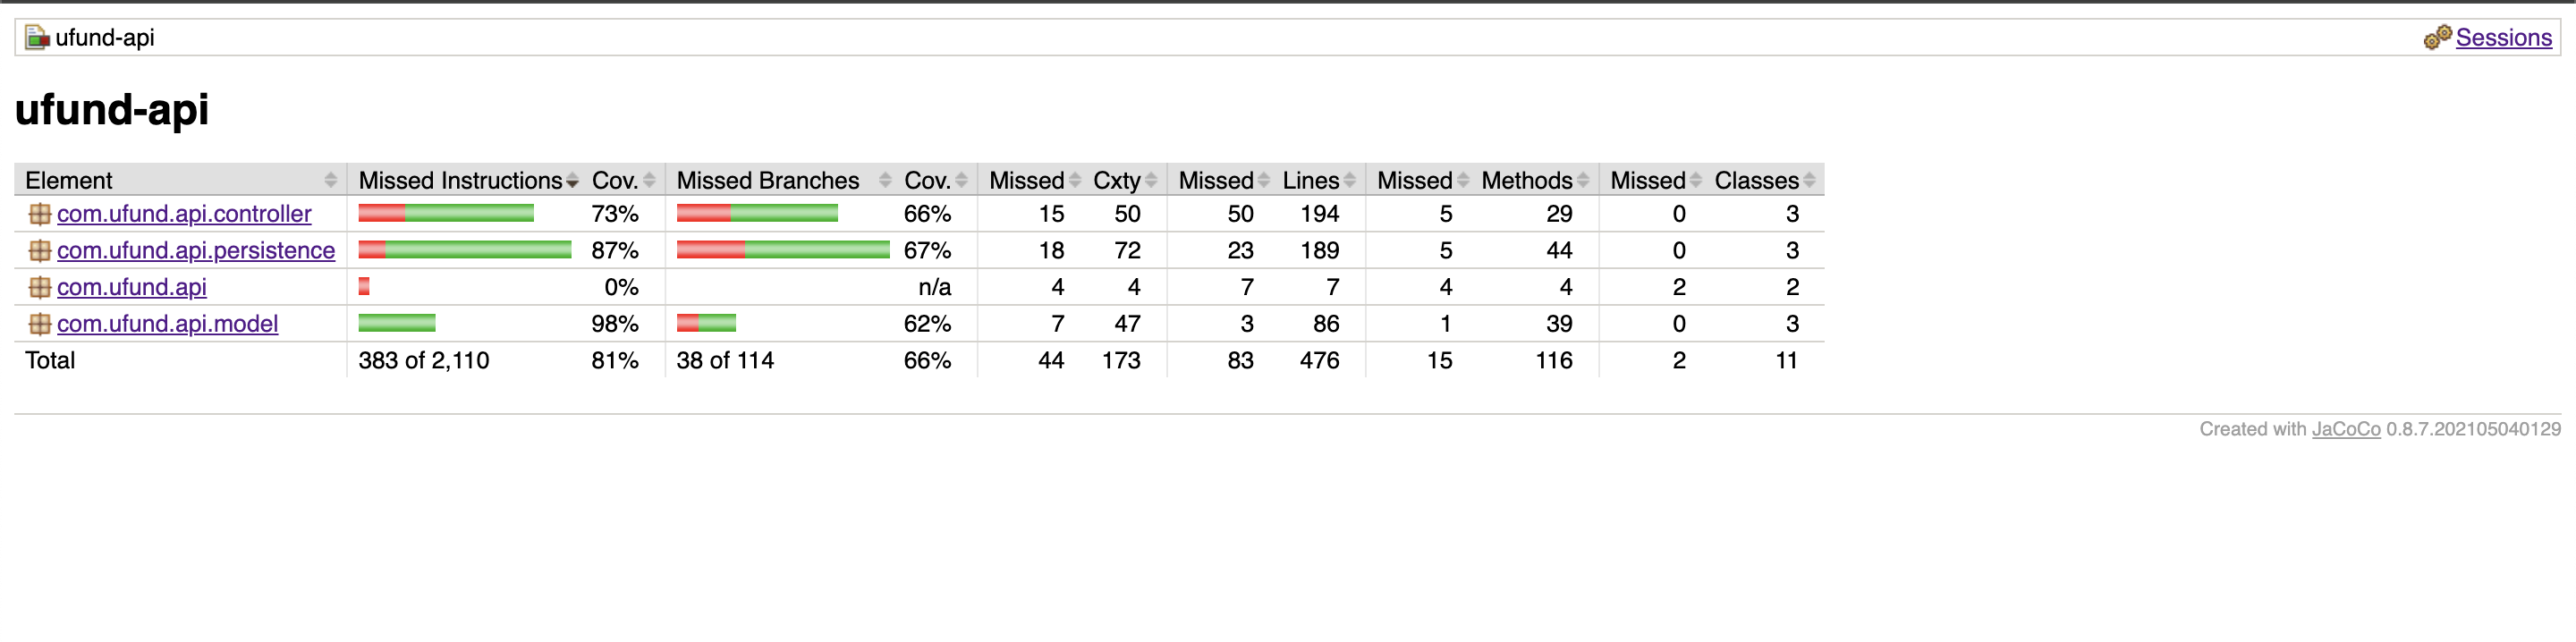 ufund-api Sessions
ufund-api
Element Missed Instructions Cov. Missed Branches Cov. Missed Cxty Missed Lines Missed Methods Missed Classes
com.ufund.api.controller 73% 66% 15 50 50 194 5 29 0 3
com.ufund.api.persistence 87% 67% 18 72 23 189 5 44 0 3
com.ufund.api 0% n/a 4 4 7 7 4 4 2 2
com.ufund.api.model 98% 62% 7 47 3 86 1 39 0 3
Total 383 of 2,110 81% 38 of 114 66% 44 173 83 476 15 116 2 11
Created with JaCoCo 0.8.7.202105040129